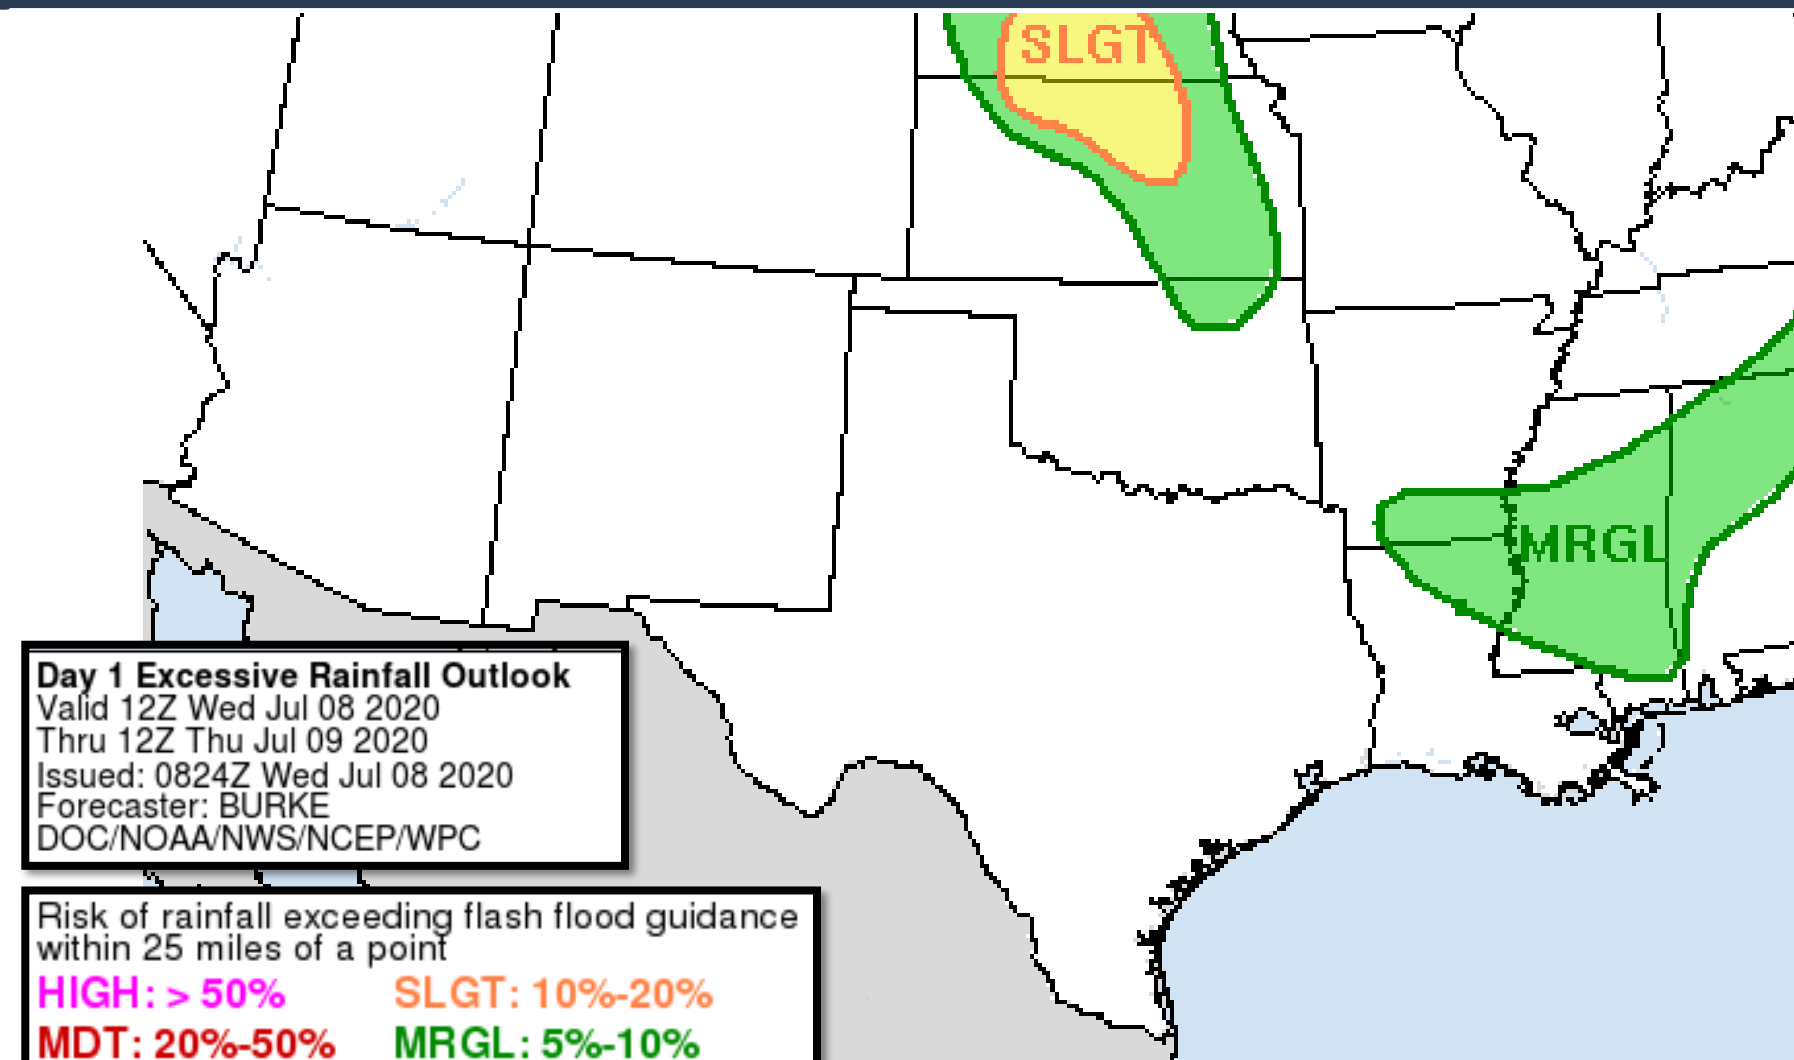 SLGT
MRGL
Day 1 Excessive Rainfall Outlook
Valid 12Z Wed Jul 08 2020
Thru 12Z Thu Jul 09 2020
Issued: 0824Z Wed Jul 08 2020
Forecaster: BURKE
DOC/NOAA/NWS/NCEP/WPC
Risk of rainfall exceeding flash flood guidance
within 25 miles of a point
HIGH: > 50% SLGT: 10%-20%
MDT: 20%-50% MRGL: 5%-10%